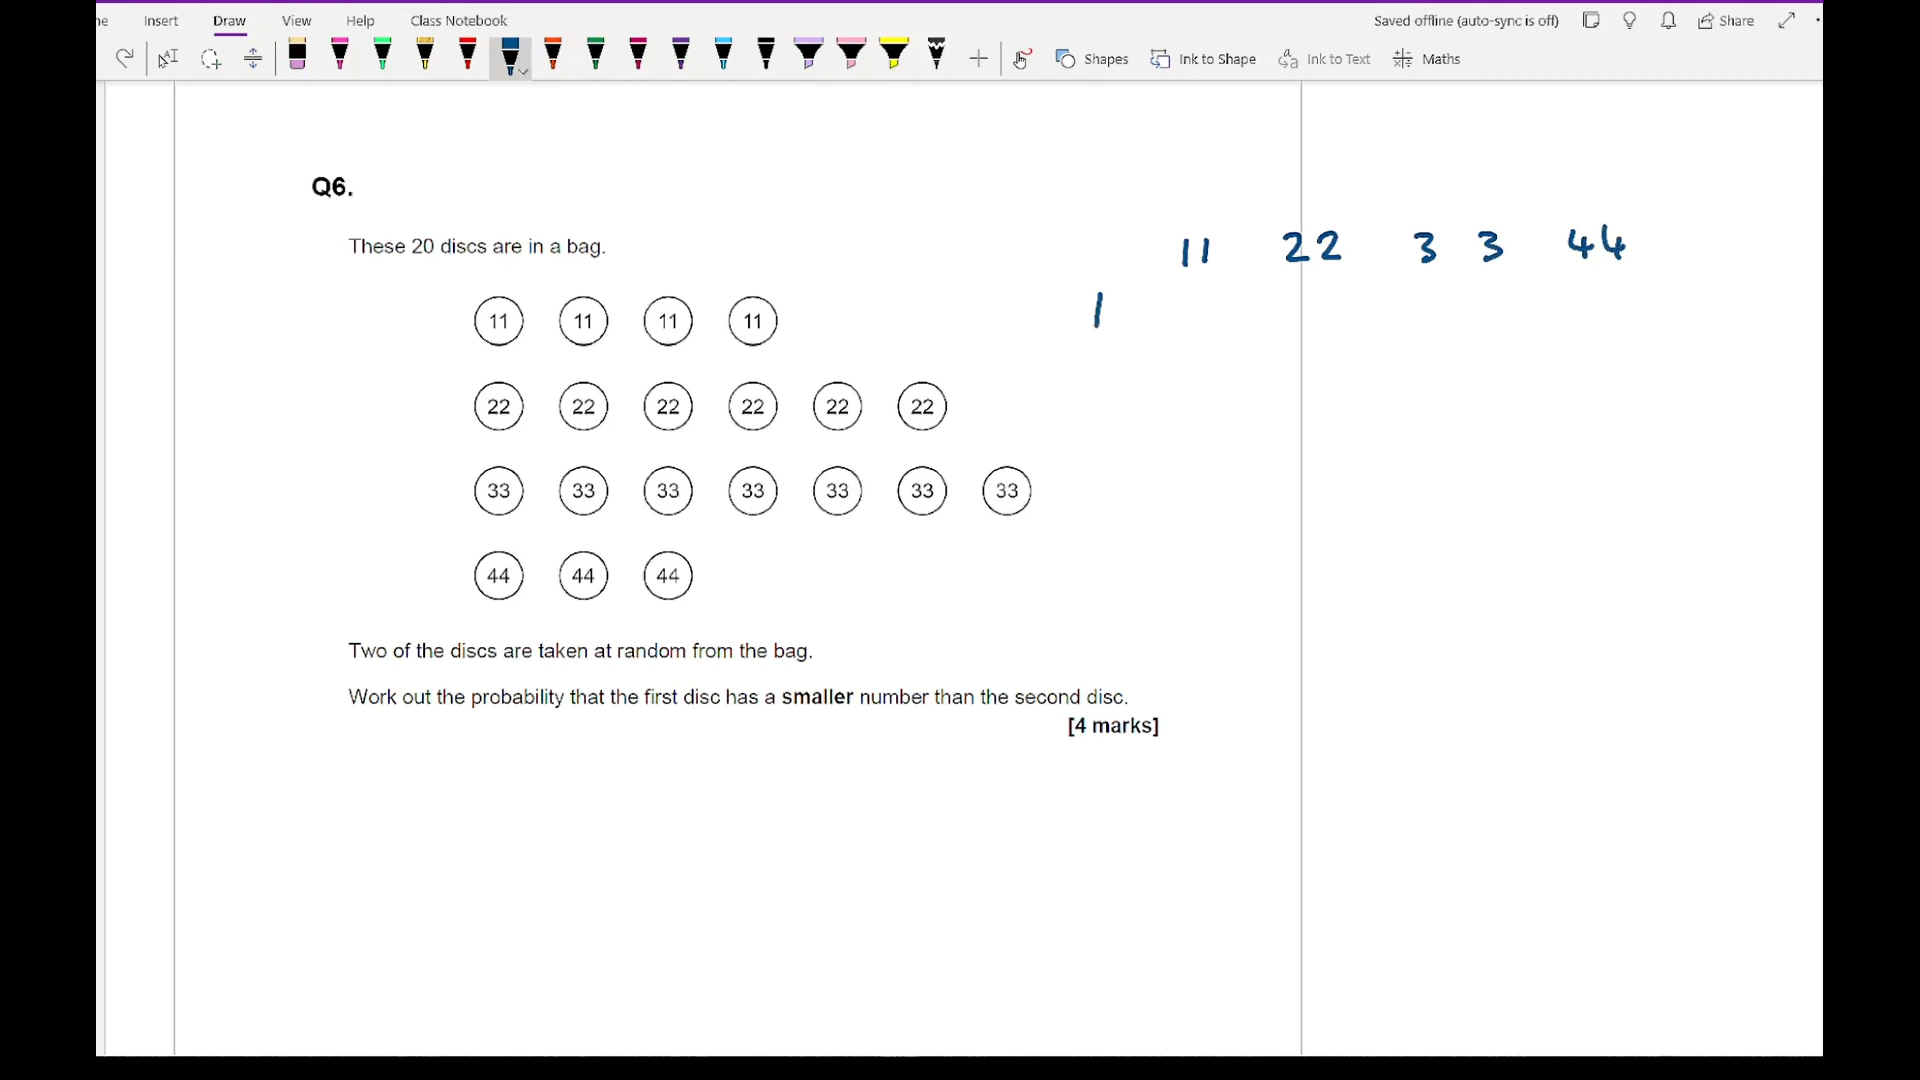 Insert Draw View Help Class Notebook Saved offline (auto-sync is off) Share
Shapes Ink to Shape Ink to Text Maths
Q6.
These 20 discs are in a bag.
11 22 3 3 44
1
11 11 11 11
22 22 22 22 22 22
33 33 33 33 33 33 33
44 44 44
Two of the discs are taken at random from the bag.
Work out the probability that the first disc has a smaller number than the second disc.
[4 marks]